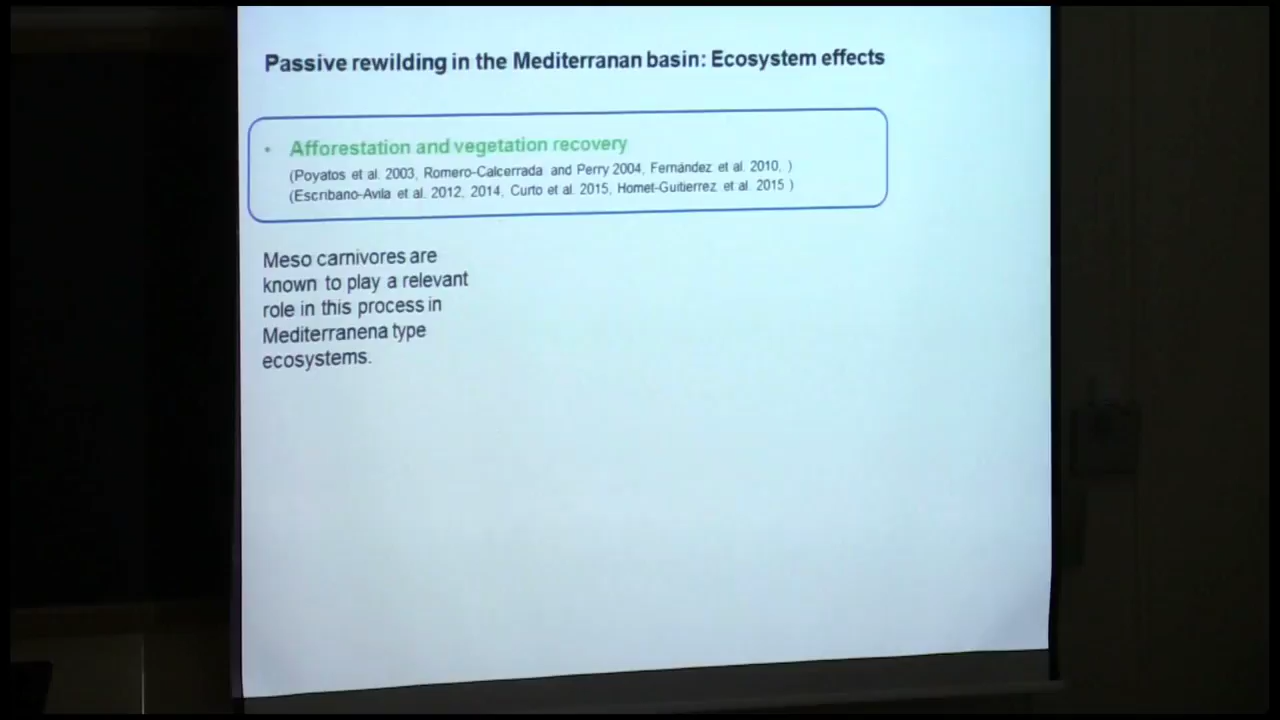 Passive rewilding in the Mediterranan basin: Ecosystem effects
• Afforestation and vegetation recovery
(Poyatos et al. 2003, Romero-Calcerrada and Perry 2004, Fernández et al. 2010, )
(Escribano-Avila et al. 2012, 2014, Curto et al. 2015, Homet-Guitierrez et al. 2015 )
Meso carnivores are
known to play a relevant
role in this process in
Mediterranena type
ecosystems.